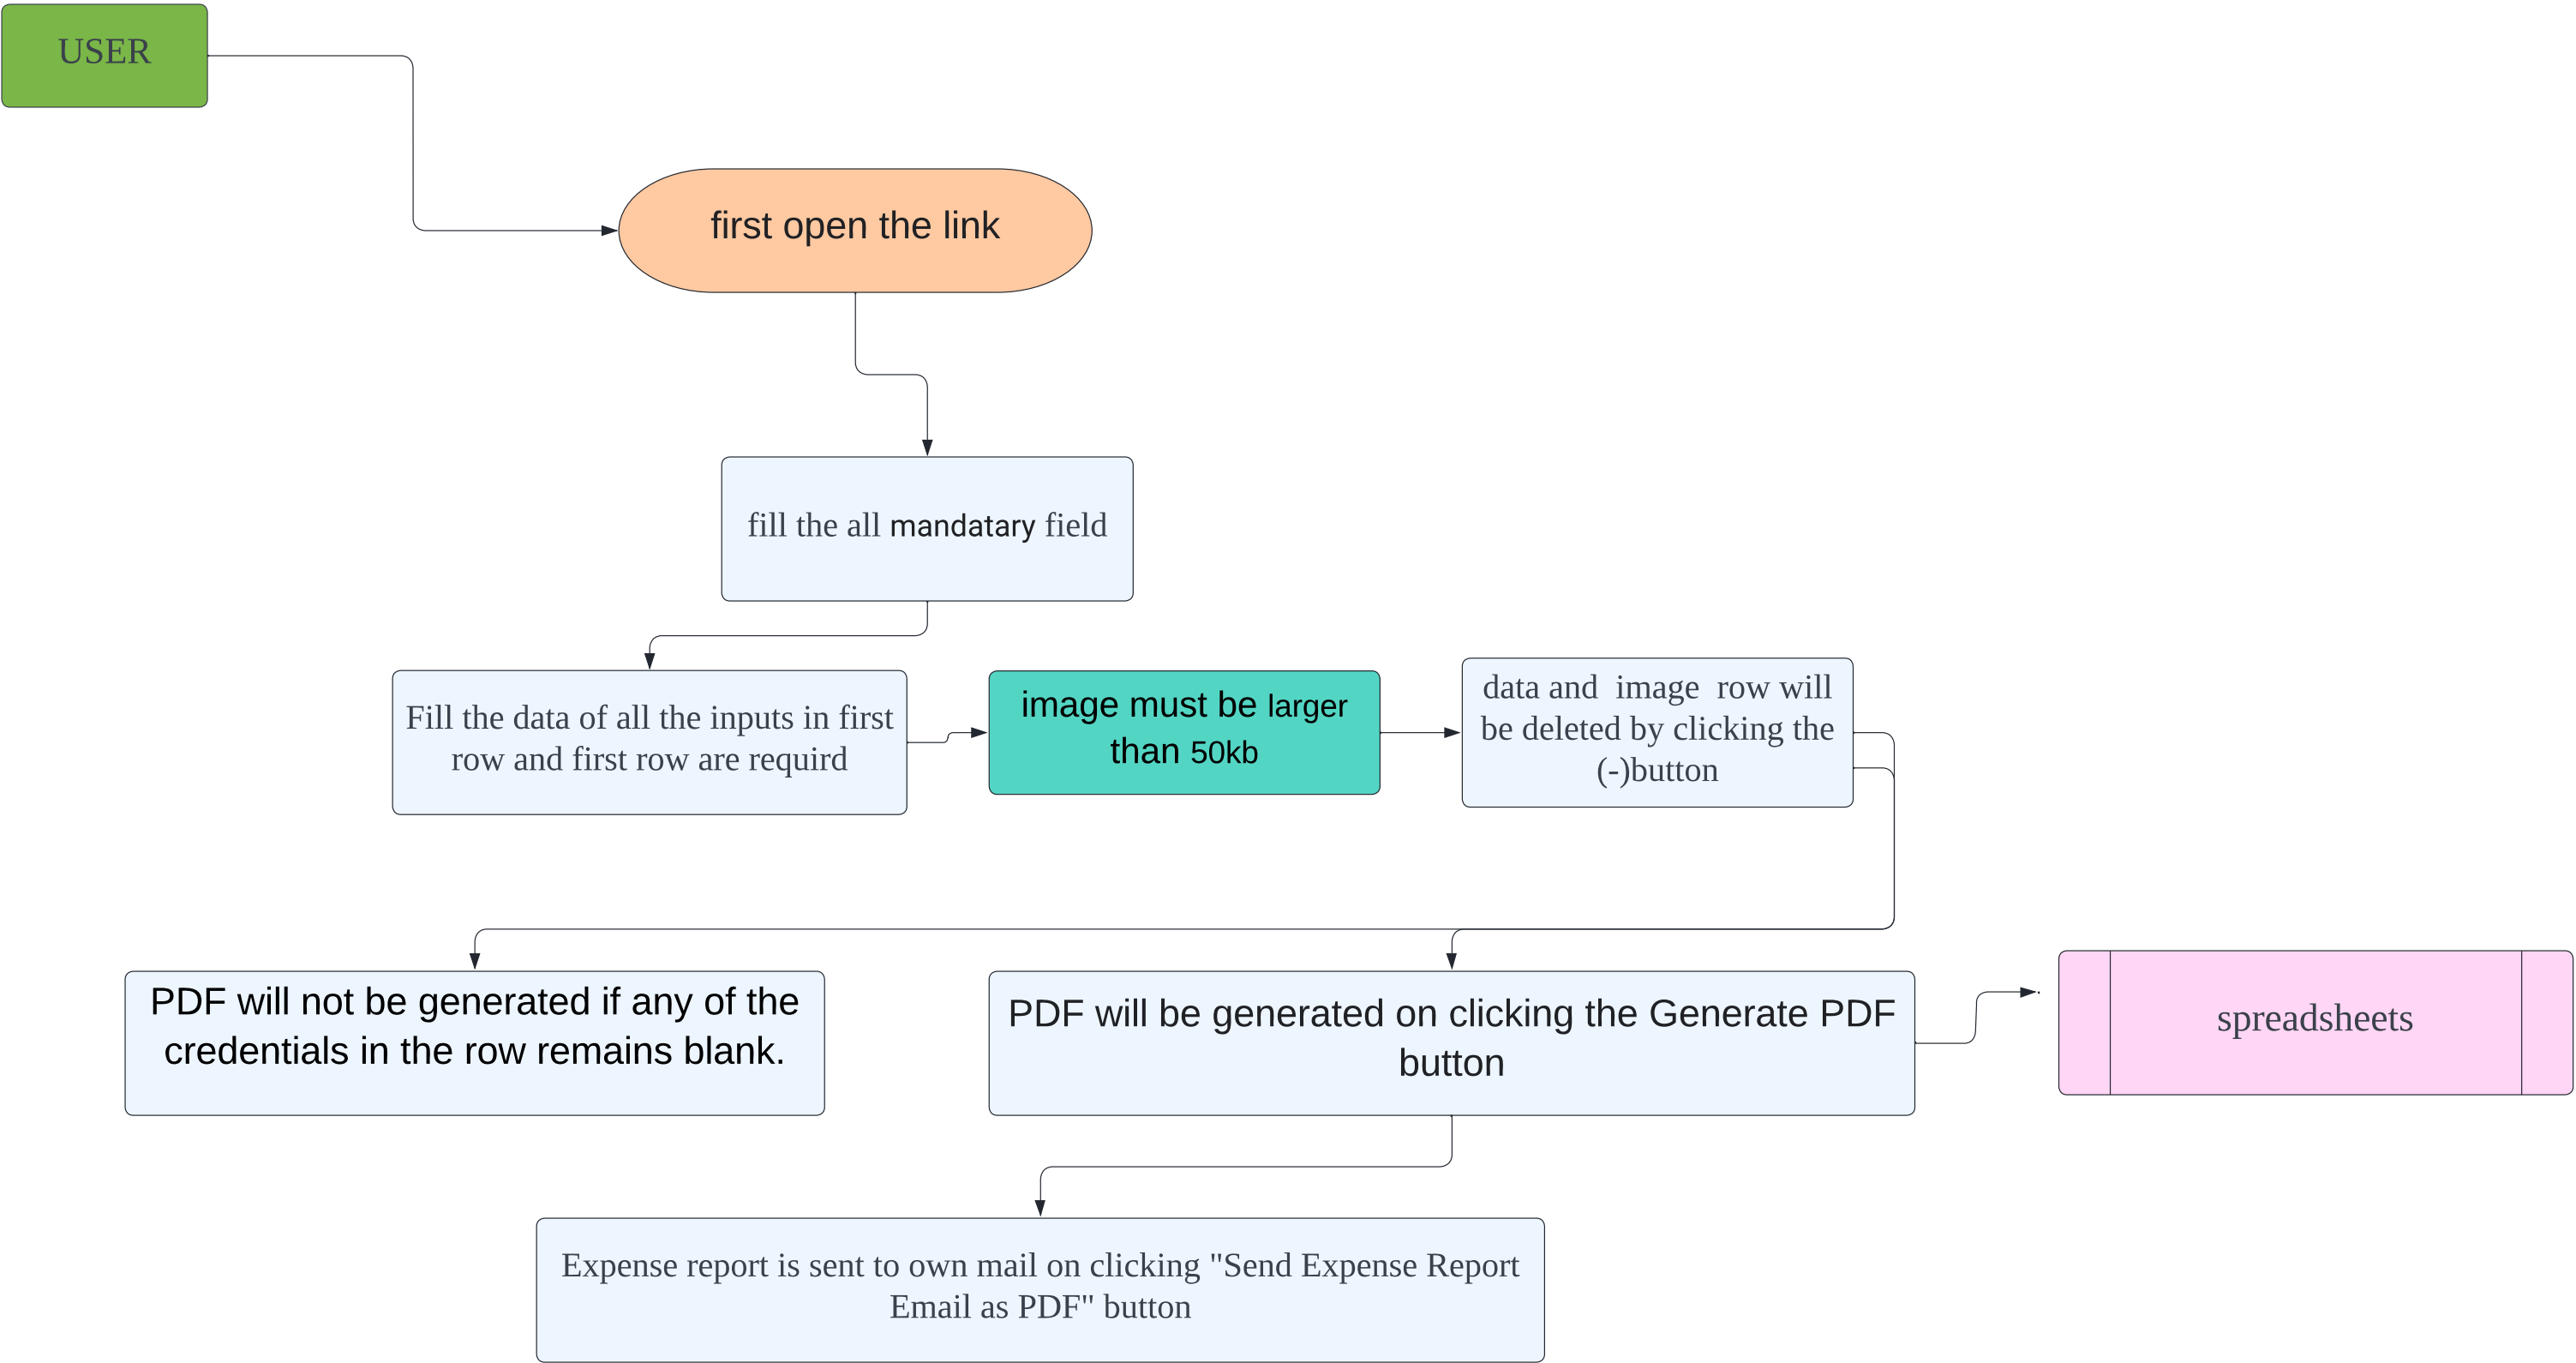 USER
first open the link
fill the all mandatary field
Fill the data of all the inputs in first
row and first row are requird
image must be larger
than 50kb
data and  image  row will
be deleted by clicking the
(-)button
PDF will not be generated if any of the
credentials in the row remains blank.
PDF will be generated on clicking the Generate PDF
button
spreadsheets
Expense report is sent to own mail on clicking "Send Expense Report
Email as PDF" button